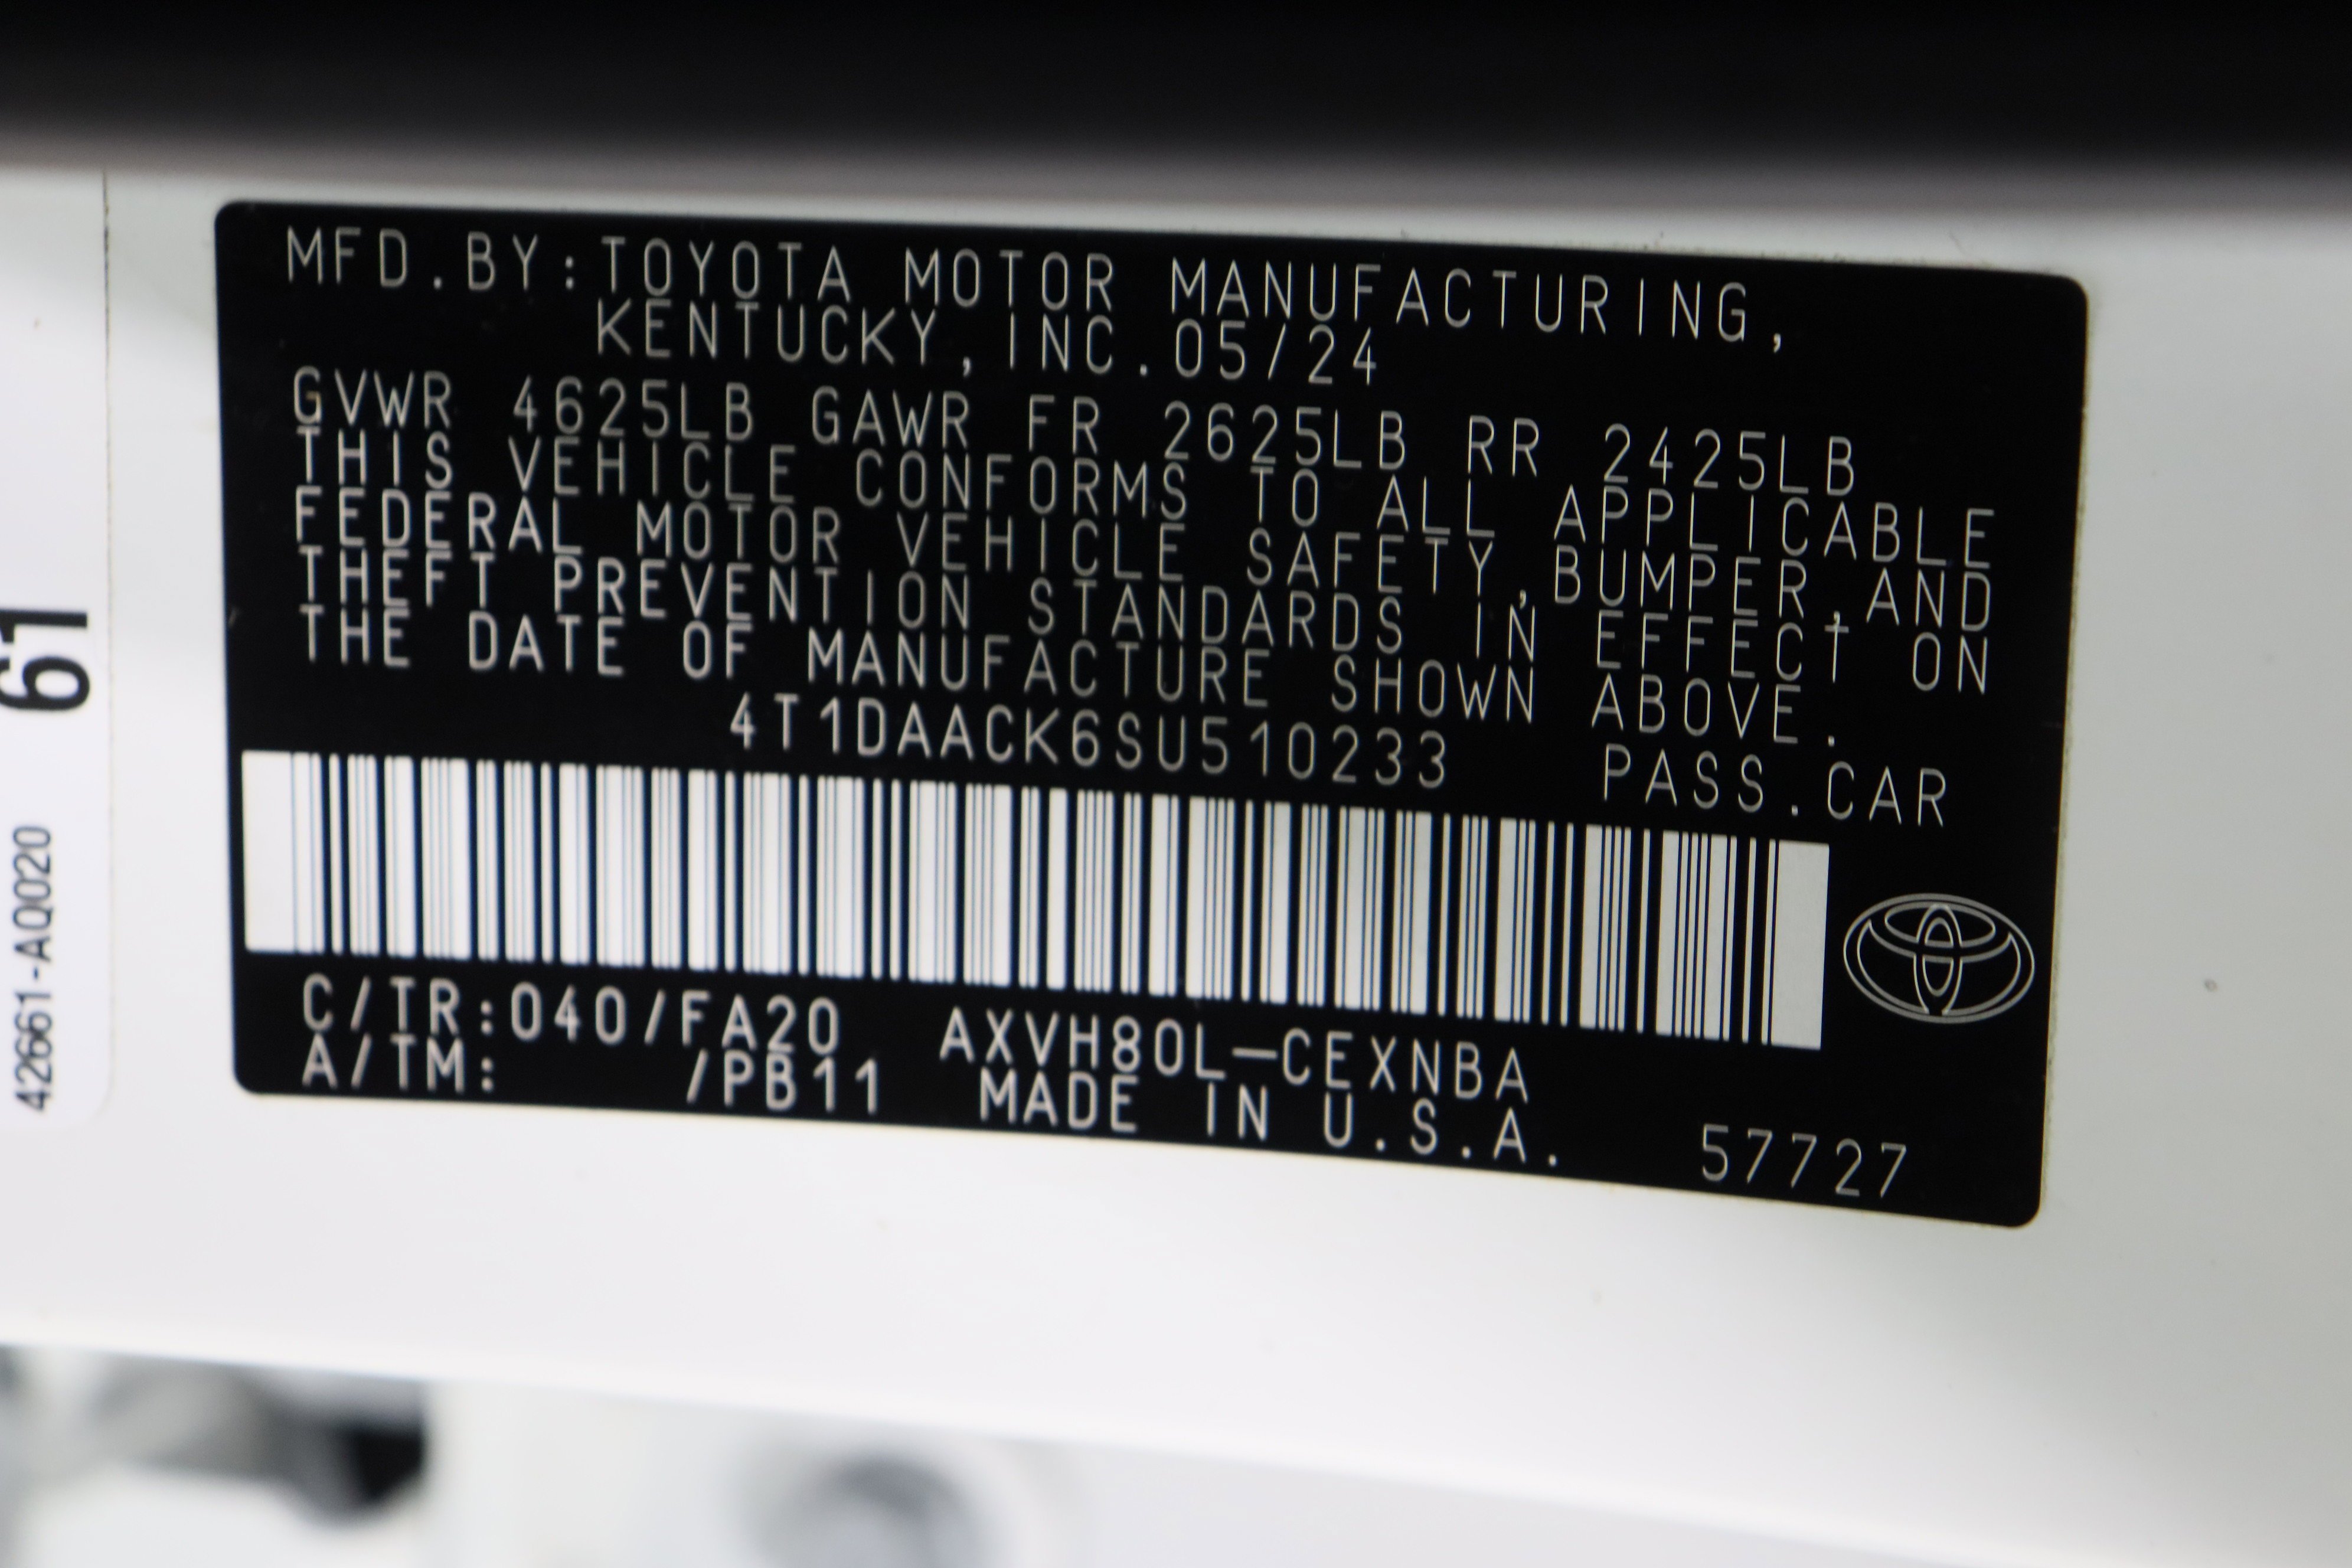 MFD.BY:TOYOTA MOTOR MANUFACTURING,
KENTUCKY,INC.05/24
GVWR 4625LB GAWR FR 2625LB RR 2425LB
THIS VEHICLE CONFORMS TO ALL APPLICABLE
FEDERAL MOTOR VEHICLE SAFETY,BUMPER,AND
THEFT PREVENTION STANDARDS IN EFFECT ON
THE DATE OF MANUFACTURE SHOWN ABOVE.
4T1DAACK6SU510233 PASS.CAR
C/TR:040/FA20 AXVH80L-CEXNBA
A/TM: /PB11 MADE IN U.S.A. 57727
61
42661-AQ020